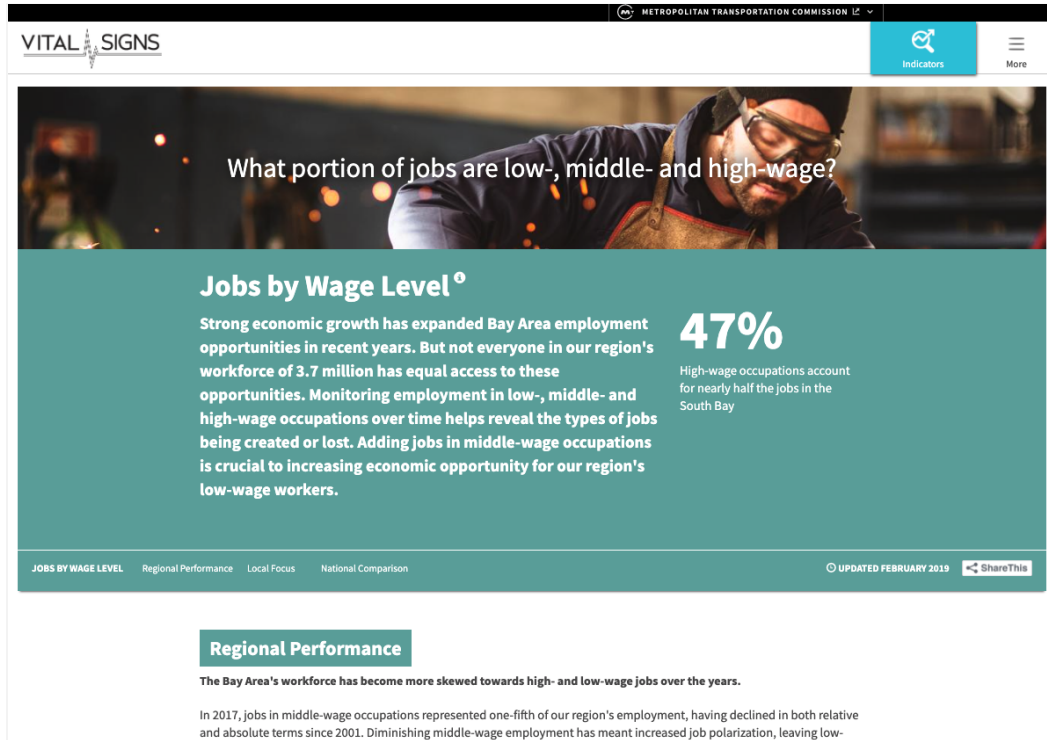 METROPOLITAN TRANSPORTATION COMMISSION
VITAL SIGNS
Indicators
More
What portion of jobs are low-, middle- and high-wage?
Jobs by Wage Level
Strong economic growth has expanded Bay Area employment
opportunities in recent years. But not everyone in our region's
workforce of 3.7 million has equal access to these
opportunities. Monitoring employment in low-, middle- and
high-wage occupations over time helps reveal the types of jobs
being created or lost. Adding jobs in middle-wage occupations
is crucial to increasing economic opportunity for our region's
low-wage workers.
47%
High-wage occupations account
for nearly half the jobs in the
South Bay
JOBS BY WAGE LEVEL Regional Performance Local Focus National Comparison UPDATED FEBRUARY 2019 ShareThis
Regional Performance
The Bay Area's workforce has become more skewed towards high- and low-wage jobs over the years.
In 2017, jobs in middle-wage occupations represented one-fifth of our region's employment, having declined in both relative
and absolute terms since 2001. Diminishing middle-wage employment has meant increased job polarization, leaving low-